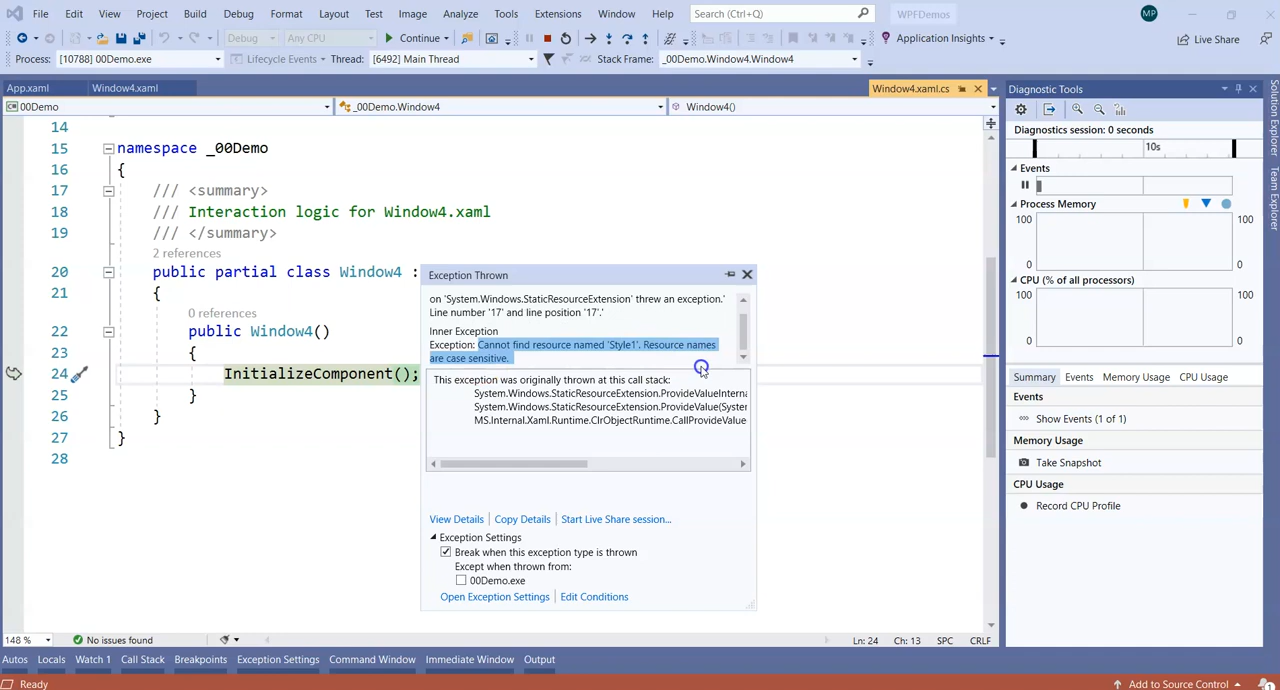 File Edit View Project Build Debug Format Layout Test Image Analyze Tools Extensions Window Help Search (Ctrl+Q) WPFDemos MP
Debug Any CPU Continue Application Insights Live Share
Process: [10788] 00Demo.exe Lifecycle Events Thread: [6492] Main Thread Stack Frame: _00Demo.Window4.Window4
App.xaml Window4.xaml Window4.xaml.cs
00Demo _00Demo.Window4 Window4()
14
15 namespace _00Demo
16 {
17 /// <summary>
18 /// Interaction logic for Window4.xaml
19 /// </summary>
2 references
20 public partial class Window4 :
21 {
0 references
22 public Window4()
23 {
24 InitializeComponent();
25 }
26 }
27 }
28
Exception Thrown
on 'System.Windows.StaticResourceExtension' threw an exception.'
Line number '17' and line position '17'.'
Inner Exception
Exception: Cannot find resource named 'Style1'. Resource names
are case sensitive.
This exception was originally thrown at this call stack:
System.Windows.StaticResourceExtension.ProvideValueInterna
System.Windows.StaticResourceExtension.ProvideValue(System
MS.Internal.Xaml.Runtime.ClrObjectRuntime.CallProvideValue
View Details Copy Details Start Live Share session...
Exception Settings
Break when this exception type is thrown
Except when thrown from:
00Demo.exe
Open Exception Settings Edit Conditions
Diagnostic Tools
Diagnostics session: 0 seconds
10s
Events
Process Memory
100 100
0 0
CPU (% of all processors)
100 100
0 0
Summary Events Memory Usage CPU Usage
Events
Show Events (1 of 1)
Memory Usage
Take Snapshot
CPU Usage
Record CPU Profile
Solution Explorer
Team Explorer
148 % No issues found Ln: 24 Ch: 13 SPC CRLF
Autos Locals Watch 1 Call Stack Breakpoints Exception Settings Command Window Immediate Window Output
Ready Add to Source Control 1